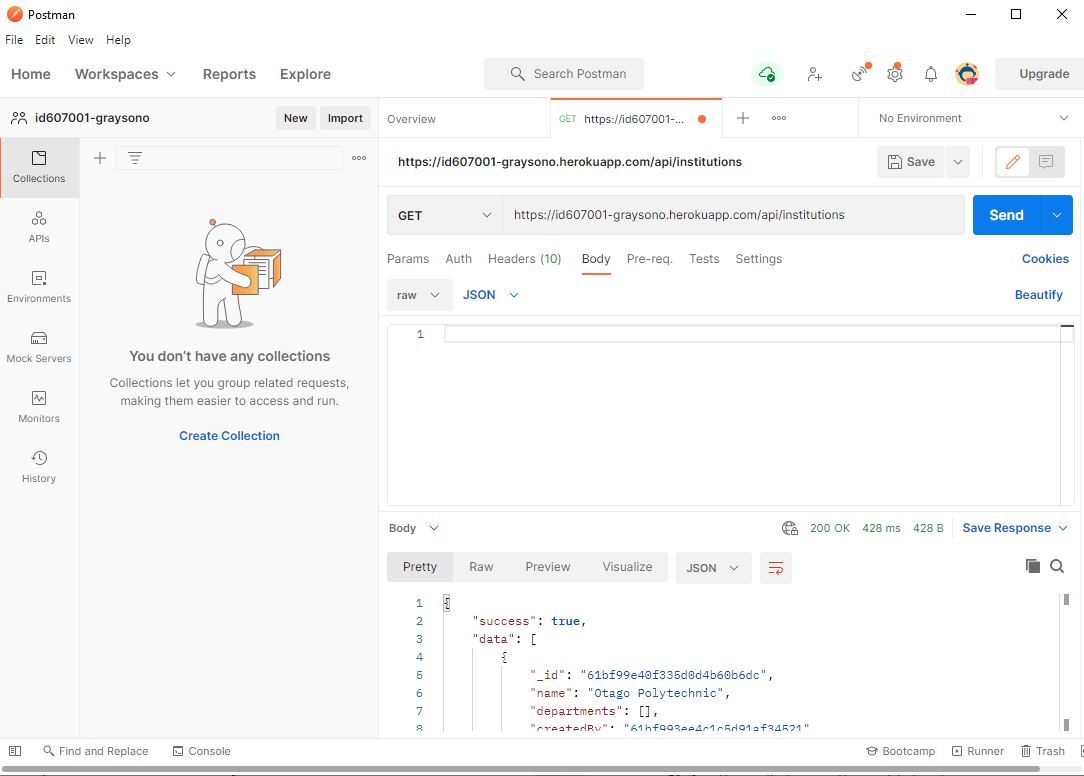 Postman
File Edit View Help
Home Workspaces Reports Explore Search Postman Upgrade
id607001-graysono New Import
Overview GET https://id607001-... No Environment
Collections
APIs
Environments
Mock Servers
Monitors
History
You don't have any collections
Collections let you group related requests,
making them easier to access and run.
Create Collection
https://id607001-graysono.herokuapp.com/api/institutions Save
GET https://id607001-graysono.herokuapp.com/api/institutions Send
Params Auth Headers (10) Body Pre-req. Tests Settings Cookies
raw JSON Beautify
1
Body 200 OK 428 ms 428 B Save Response
Pretty Raw Preview Visualize JSON
1 {
2 "success": true,
3 "data": [
4 {
5 "_id": "61bf99e40f335d0d4b60b6dc",
6 "name": "Otago Polytechnic",
7 "departments": [],
8 "createdBy": "61bf993ee4c1c5d91af34521"
Find and Replace Console Bootcamp Runner Trash